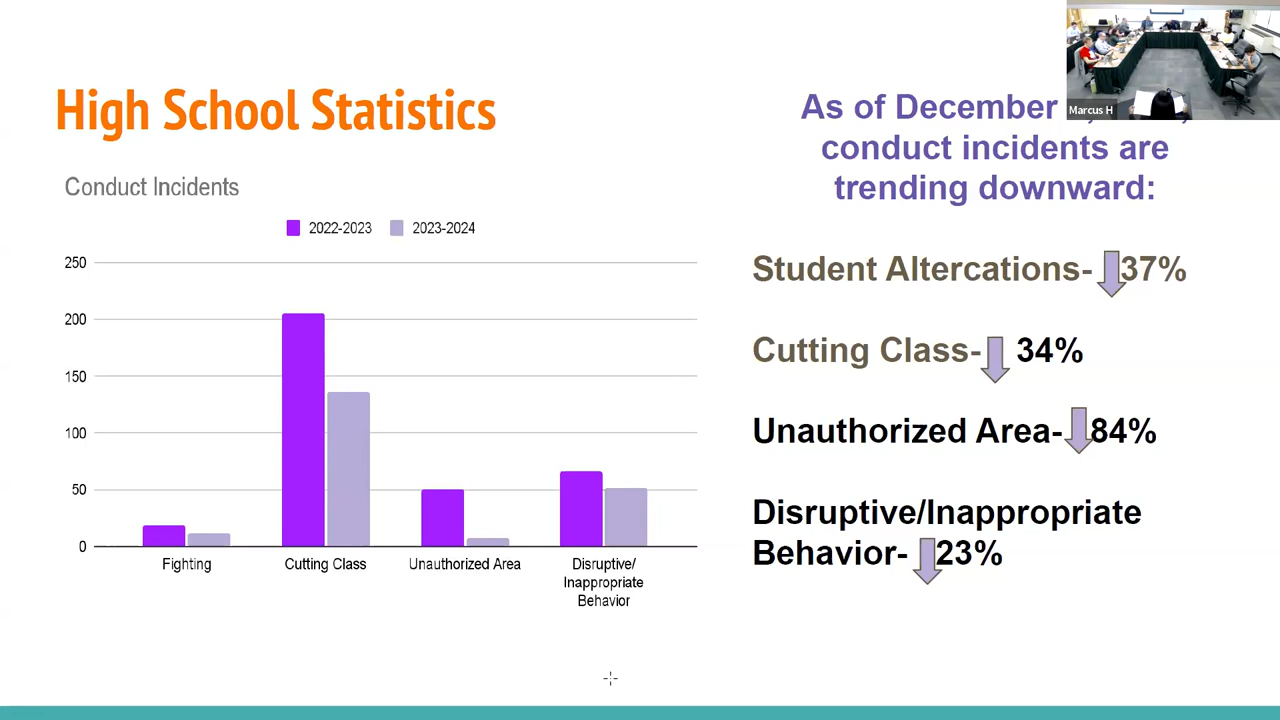 High School Statistics
Conduct Incidents
2022-2023 2023-2024
250
200
150
100
50
0
Fighting
Cutting Class
Unauthorized Area
Disruptive/
Inappropriate
Behavior
Marcus H
As of December
conduct incidents are
trending downward:
Student Altercations- 37%
Cutting Class- 34%
Unauthorized Area- 84%
Disruptive/Inappropriate
Behavior- 23%